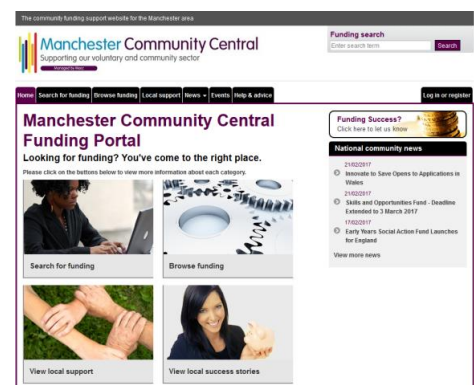 The community funding support website for the Manchester area
Manchester Community Central
Supporting our voluntary and community sector
Managed by Macc
Funding search
Enter search term
Search
Home
Search for funding
Browse funding
Local support
News
Events
Help & advice
Log in or register
Manchester Community Central
Funding Portal
Looking for funding? You've come to the right place.
Please click on the buttons below to view more information about each category.
Search for funding
Browse funding
View local support
View local success stories
Funding Success?
Click here to let us know
National community news
21/02/2017
Innovate to Save Opens to Applications in
Wales
21/02/2017
Skills and Opportunities Fund - Deadline
Extended to 3 March 2017
17/02/2017
Early Years Social Action Fund Launches
for England
View more news